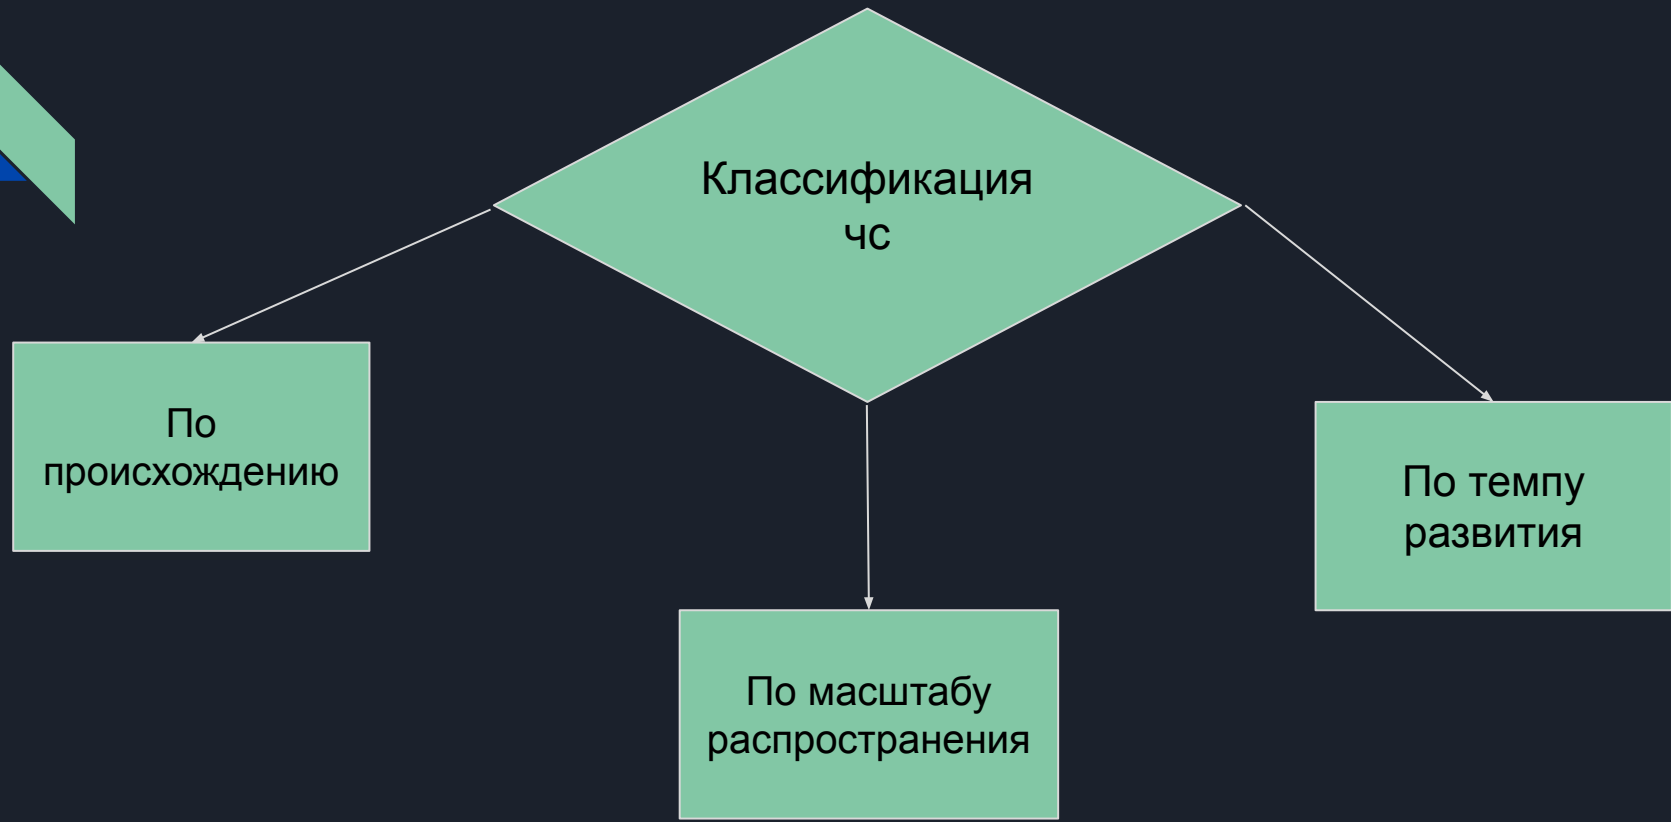 Классификация
чс
По
происхождению
По масштабу
распространения
По темпу
развития